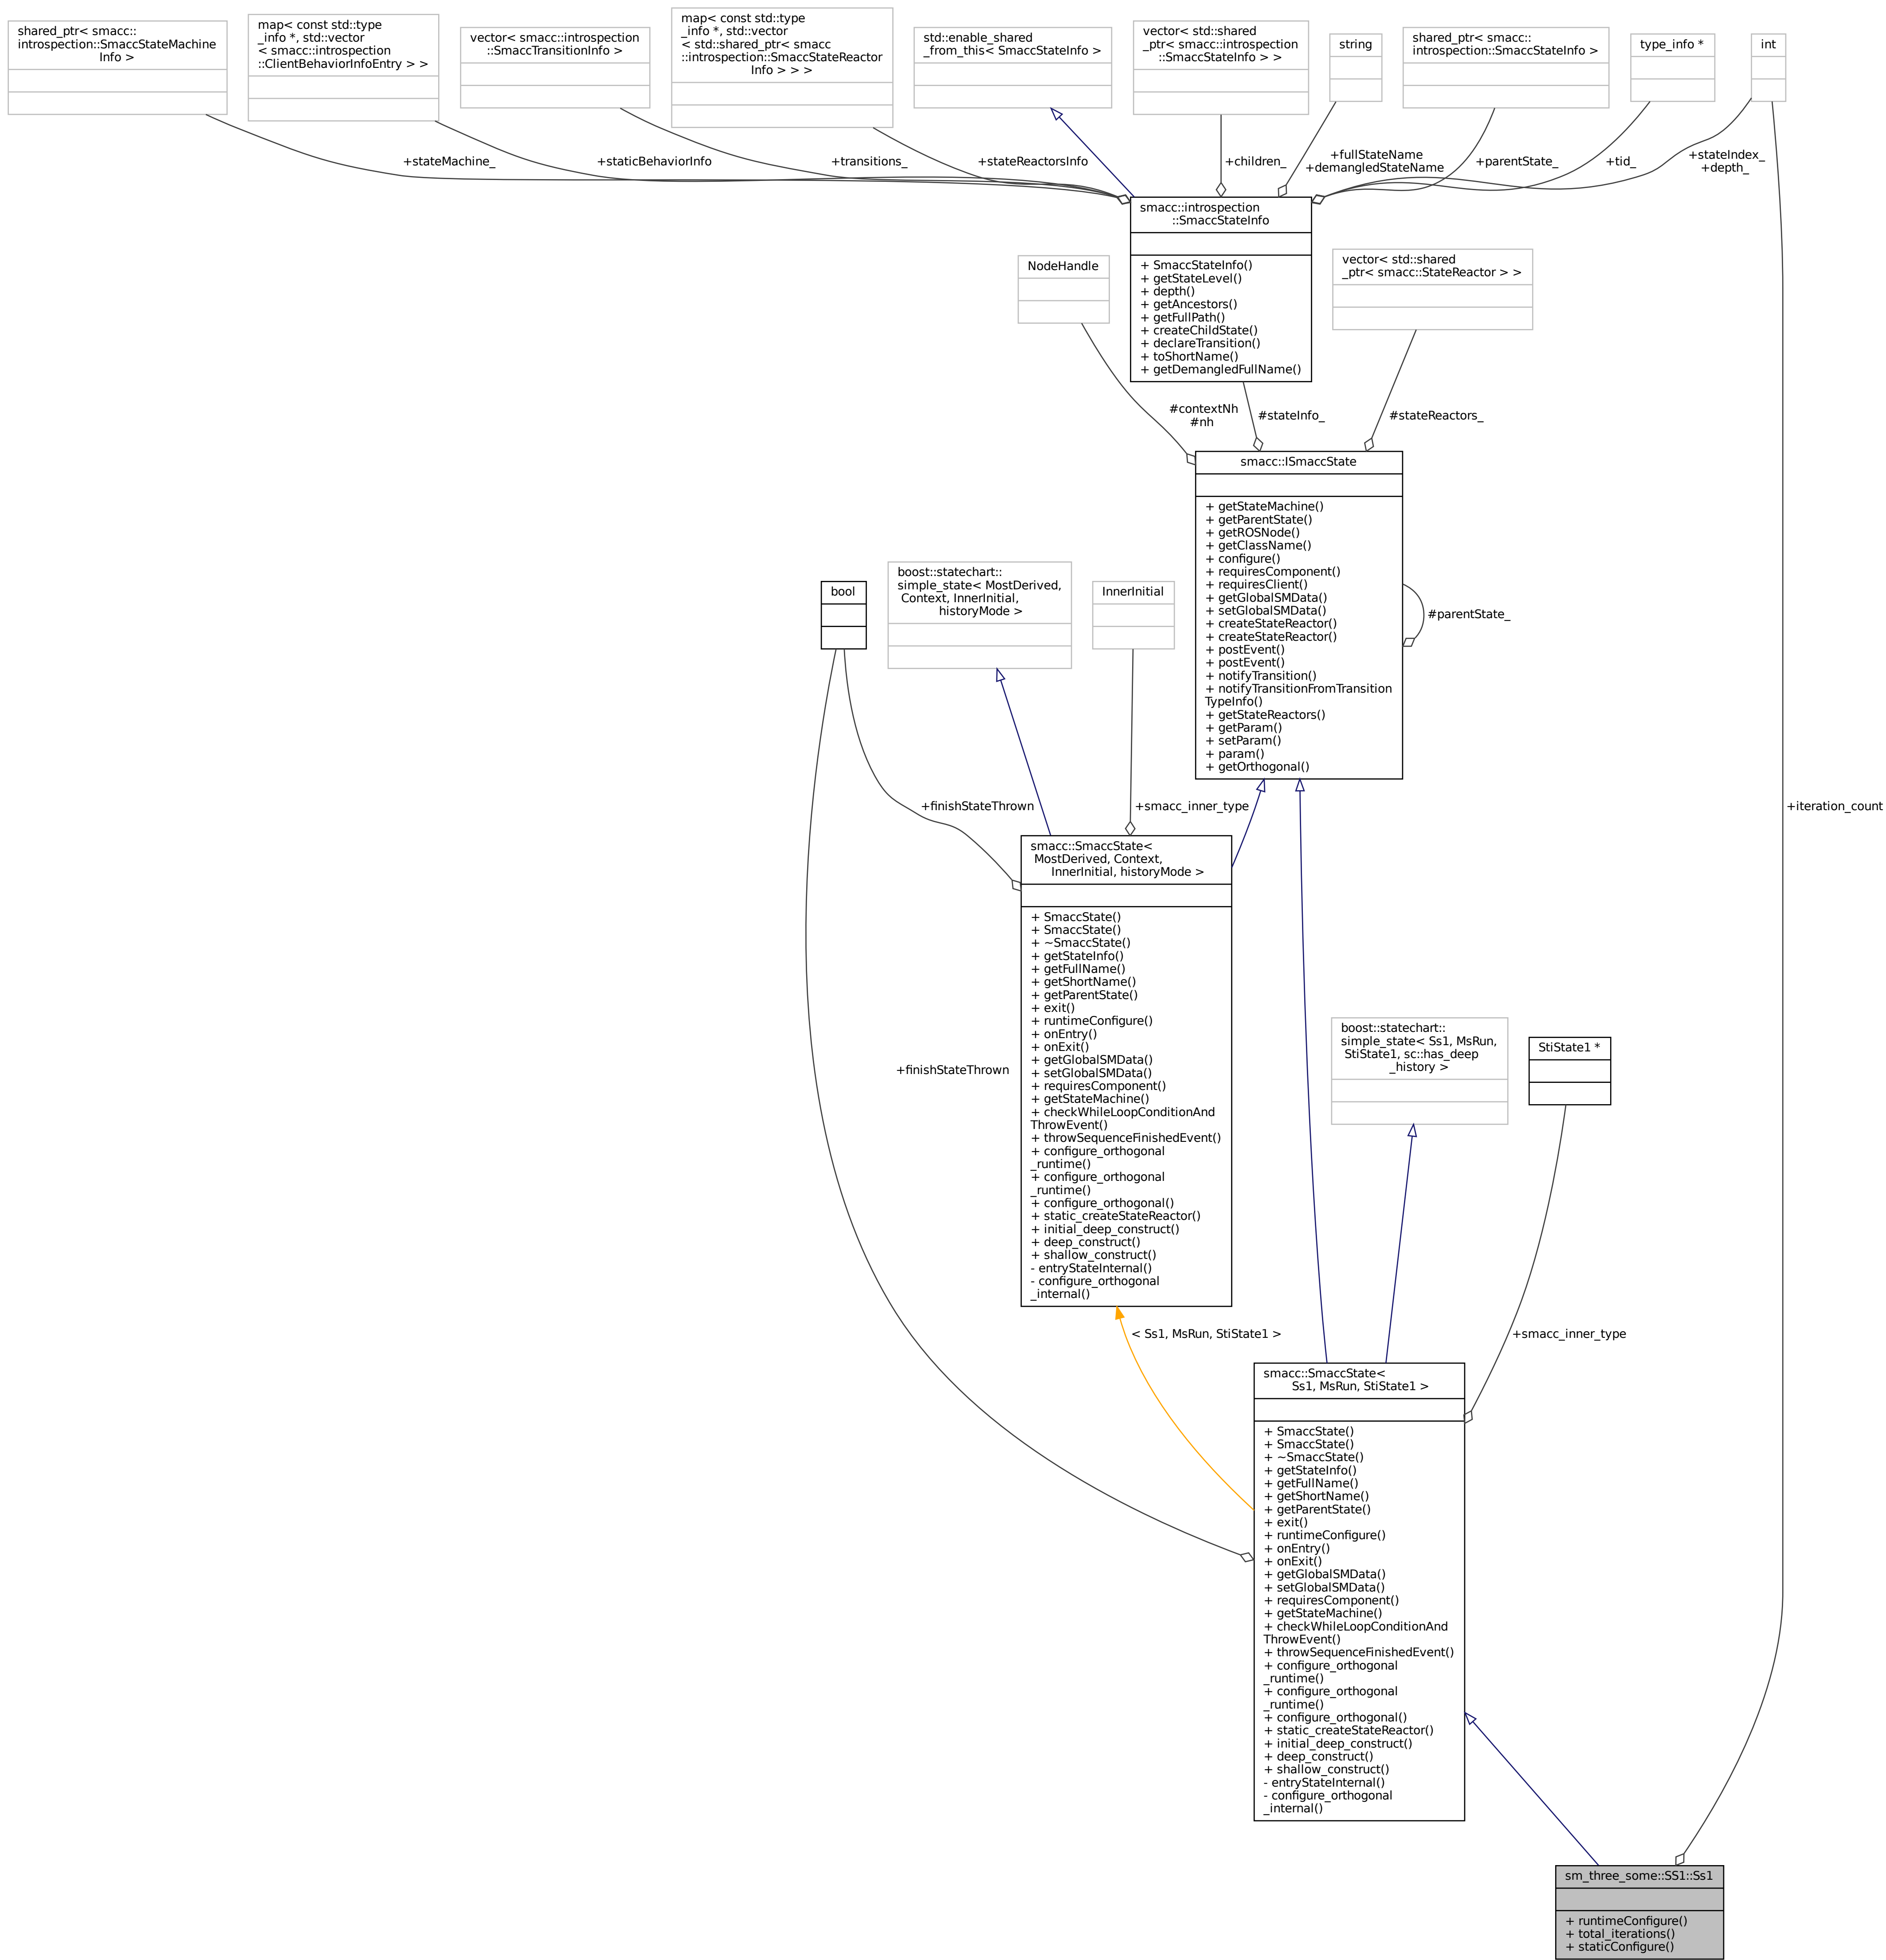 shared_ptr< smacc::
introspection::SmaccStateMachine
Info >
map< const std::type
_info *, std::vector
< smacc::introspection
::ClientBehaviorInfoEntry > >
vector< smacc::introspection
::SmaccTransitionInfo >
map< const std::type
_info *, std::vector
< std::shared_ptr< smacc
::introspection::SmaccStateReactor
Info > > >
std::enable_shared
_from_this< SmaccStateInfo >
vector< std::shared
_ptr< smacc::introspection
::SmaccStateInfo > >
string
shared_ptr< smacc::
introspection::SmaccStateInfo >
type_info *
int
+stateMachine_
+staticBehaviorInfo
+transitions_
+stateReactorsInfo
+children_
+fullStateName
+demangledStateName
+parentState_
+tid_
+stateIndex_
+depth_
smacc::introspection
::SmaccStateInfo
+ SmaccStateInfo()
+ getStateLevel()
+ depth()
+ getAncestors()
+ getFullPath()
+ createChildState()
+ declareTransition()
+ toShortName()
+ getDemangledFullName()
NodeHandle
vector< std::shared
_ptr< smacc::StateReactor > >
#contextNh
#nh
#stateInfo_
#stateReactors_
smacc::ISmaccState
+ getStateMachine()
+ getParentState()
+ getROSNode()
+ getClassName()
+ configure()
+ requiresComponent()
+ requiresClient()
+ getGlobalSMData()
+ setGlobalSMData()
+ createStateReactor()
+ createStateReactor()
+ postEvent()
+ postEvent()
+ notifyTransition()
+ notifyTransitionFromTransition
TypeInfo()
+ getStateReactors()
+ getParam()
+ setParam()
+ param()
+ getOrthogonal()
#parentState_
bool
boost::statechart::
simple_state< MostDerived,
Context, InnerInitial,
historyMode >
InnerInitial
+finishStateThrown
+smacc_inner_type
+iteration_count
smacc::SmaccState<
MostDerived, Context,
InnerInitial, historyMode >
+ SmaccState()
+ SmaccState()
+ ~SmaccState()
+ getStateInfo()
+ getFullName()
+ getShortName()
+ getParentState()
+ exit()
+ runtimeConfigure()
+ onEntry()
+ onExit()
+ getGlobalSMData()
+ setGlobalSMData()
+ requiresComponent()
+ getStateMachine()
+ checkWhileLoopConditionAnd
ThrowEvent()
+ throwSequenceFinishedEvent()
+ configure_orthogonal
_runtime()
+ configure_orthogonal
_runtime()
+ configure_orthogonal()
+ static_createStateReactor()
+ initial_deep_construct()
+ deep_construct()
+ shallow_construct()
- entryStateInternal()
- configure_orthogonal
_internal()
+finishStateThrown
boost::statechart::
simple_state< Ss1, MsRun,
StiState1, sc::has_deep
_history >
StiState1 *
< Ss1, MsRun, StiState1 >
+smacc_inner_type
smacc::SmaccState<
Ss1, MsRun, StiState1 >
+ SmaccState()
+ SmaccState()
+ ~SmaccState()
+ getStateInfo()
+ getFullName()
+ getShortName()
+ getParentState()
+ exit()
+ runtimeConfigure()
+ onEntry()
+ onExit()
+ getGlobalSMData()
+ setGlobalSMData()
+ requiresComponent()
+ getStateMachine()
+ checkWhileLoopConditionAnd
ThrowEvent()
+ throwSequenceFinishedEvent()
+ configure_orthogonal
_runtime()
+ configure_orthogonal
_runtime()
+ configure_orthogonal()
+ static_createStateReactor()
+ initial_deep_construct()
+ deep_construct()
+ shallow_construct()
- entryStateInternal()
- configure_orthogonal
_internal()
sm_three_some::SS1::Ss1
+ runtimeConfigure()
+ total_iterations()
+ staticConfigure()